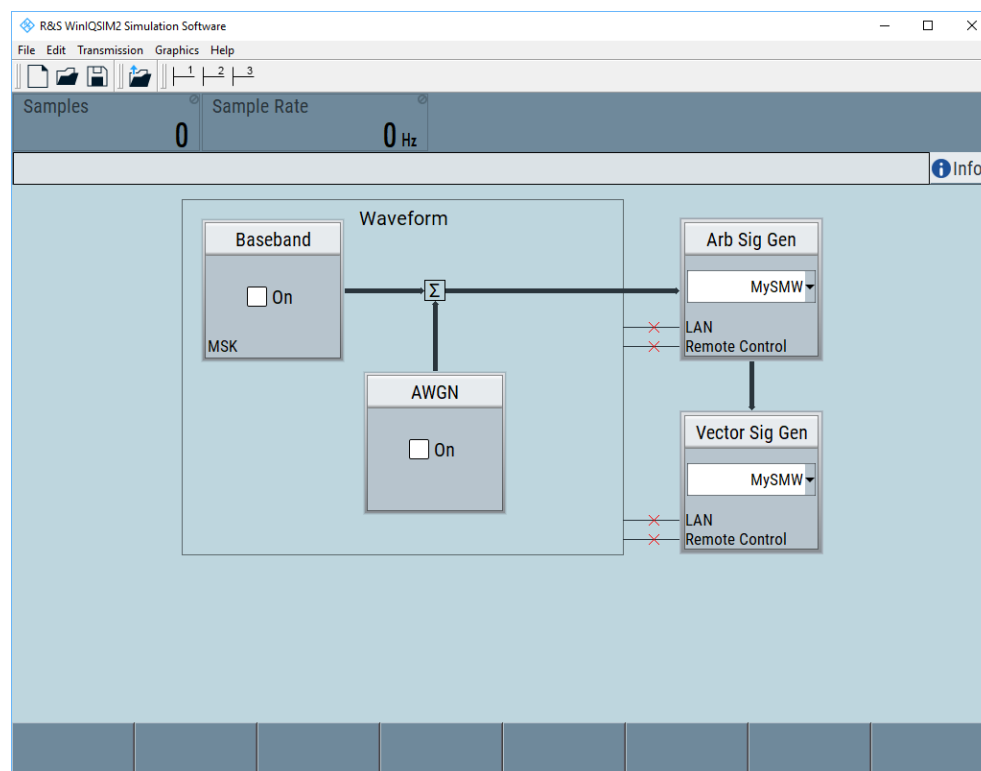 R&S WinIQSIM2 Simulation Software
File Edit Transmission Graphics Help
1 2 3
Samples Sample Rate
0 0 Hz
i Info
Waveform
Baseband Arb Sig Gen
MySMW
Σ
On
LAN
MSK Remote Control
AWGN
Vector Sig Gen
On
MySMW
LAN
Remote Control